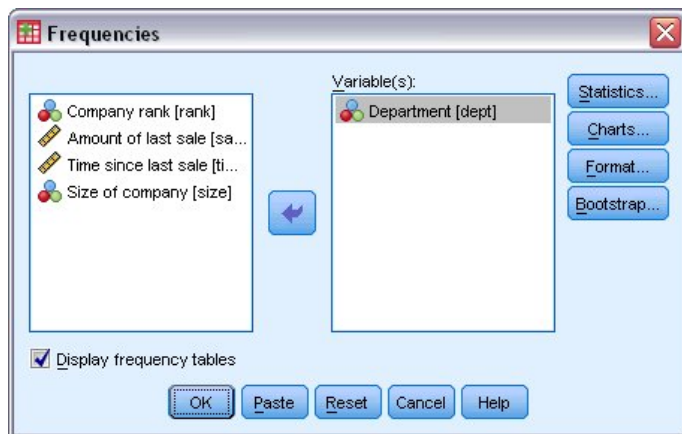 Frequencies
Variable(s):
Company rank [rank]
Amount of last sale [sa...
Time since last sale [ti...
Size of company [size]
Department [dept]
Statistics...
Charts...
Format...
Bootstrap...
Display frequency tables
OK
Paste
Reset
Cancel
Help